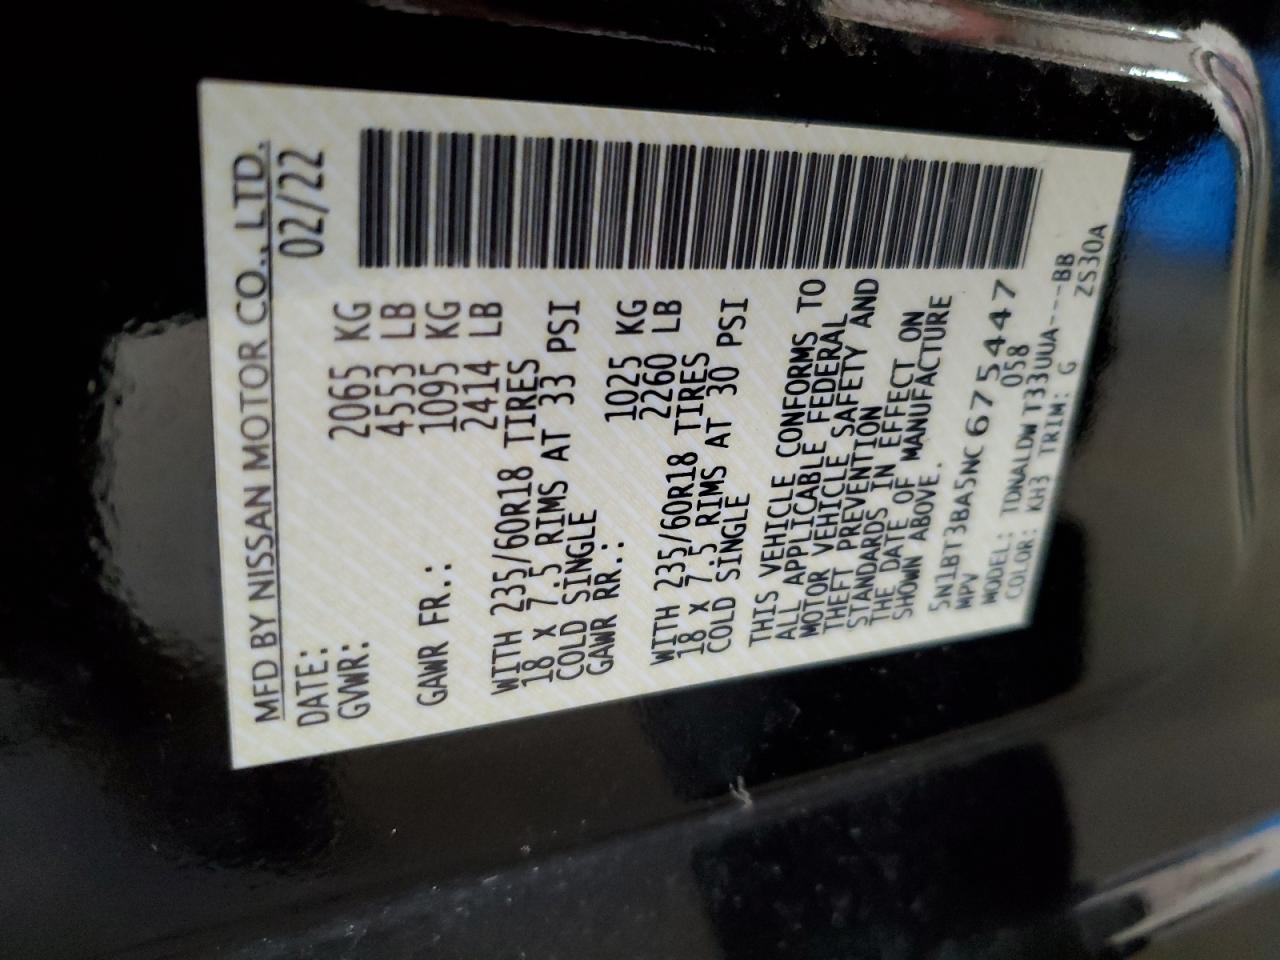 MFD BY NISSAN MOTOR CO., LTD.
DATE: 02/22
GVWR: 2065 KG
4553 LB
GAWR FR.: 1095 KG
2414 LB
WITH 235/60R18 TIRES
18 X 7.5 RIMS AT 33 PSI
COLD SINGLE
GAWR RR.: 1025 KG
2260 LB
WITH 235/60R18 TIRES
18 X 7.5 RIMS AT 30 PSI
COLD SINGLE
THIS VEHICLE CONFORMS TO
ALL APPLICABLE FEDERAL
MOTOR VEHICLE SAFETY AND
THEFT PREVENTION
STANDARDS IN EFFECT ON
THE DATE OF MANUFACTURE
SHOWN ABOVE.
5N1BT3BA5NC675447
MPV 058
MODEL: TDNALDWT33UUA----BB
COLOR: KH3 TRIM: G ZS30A